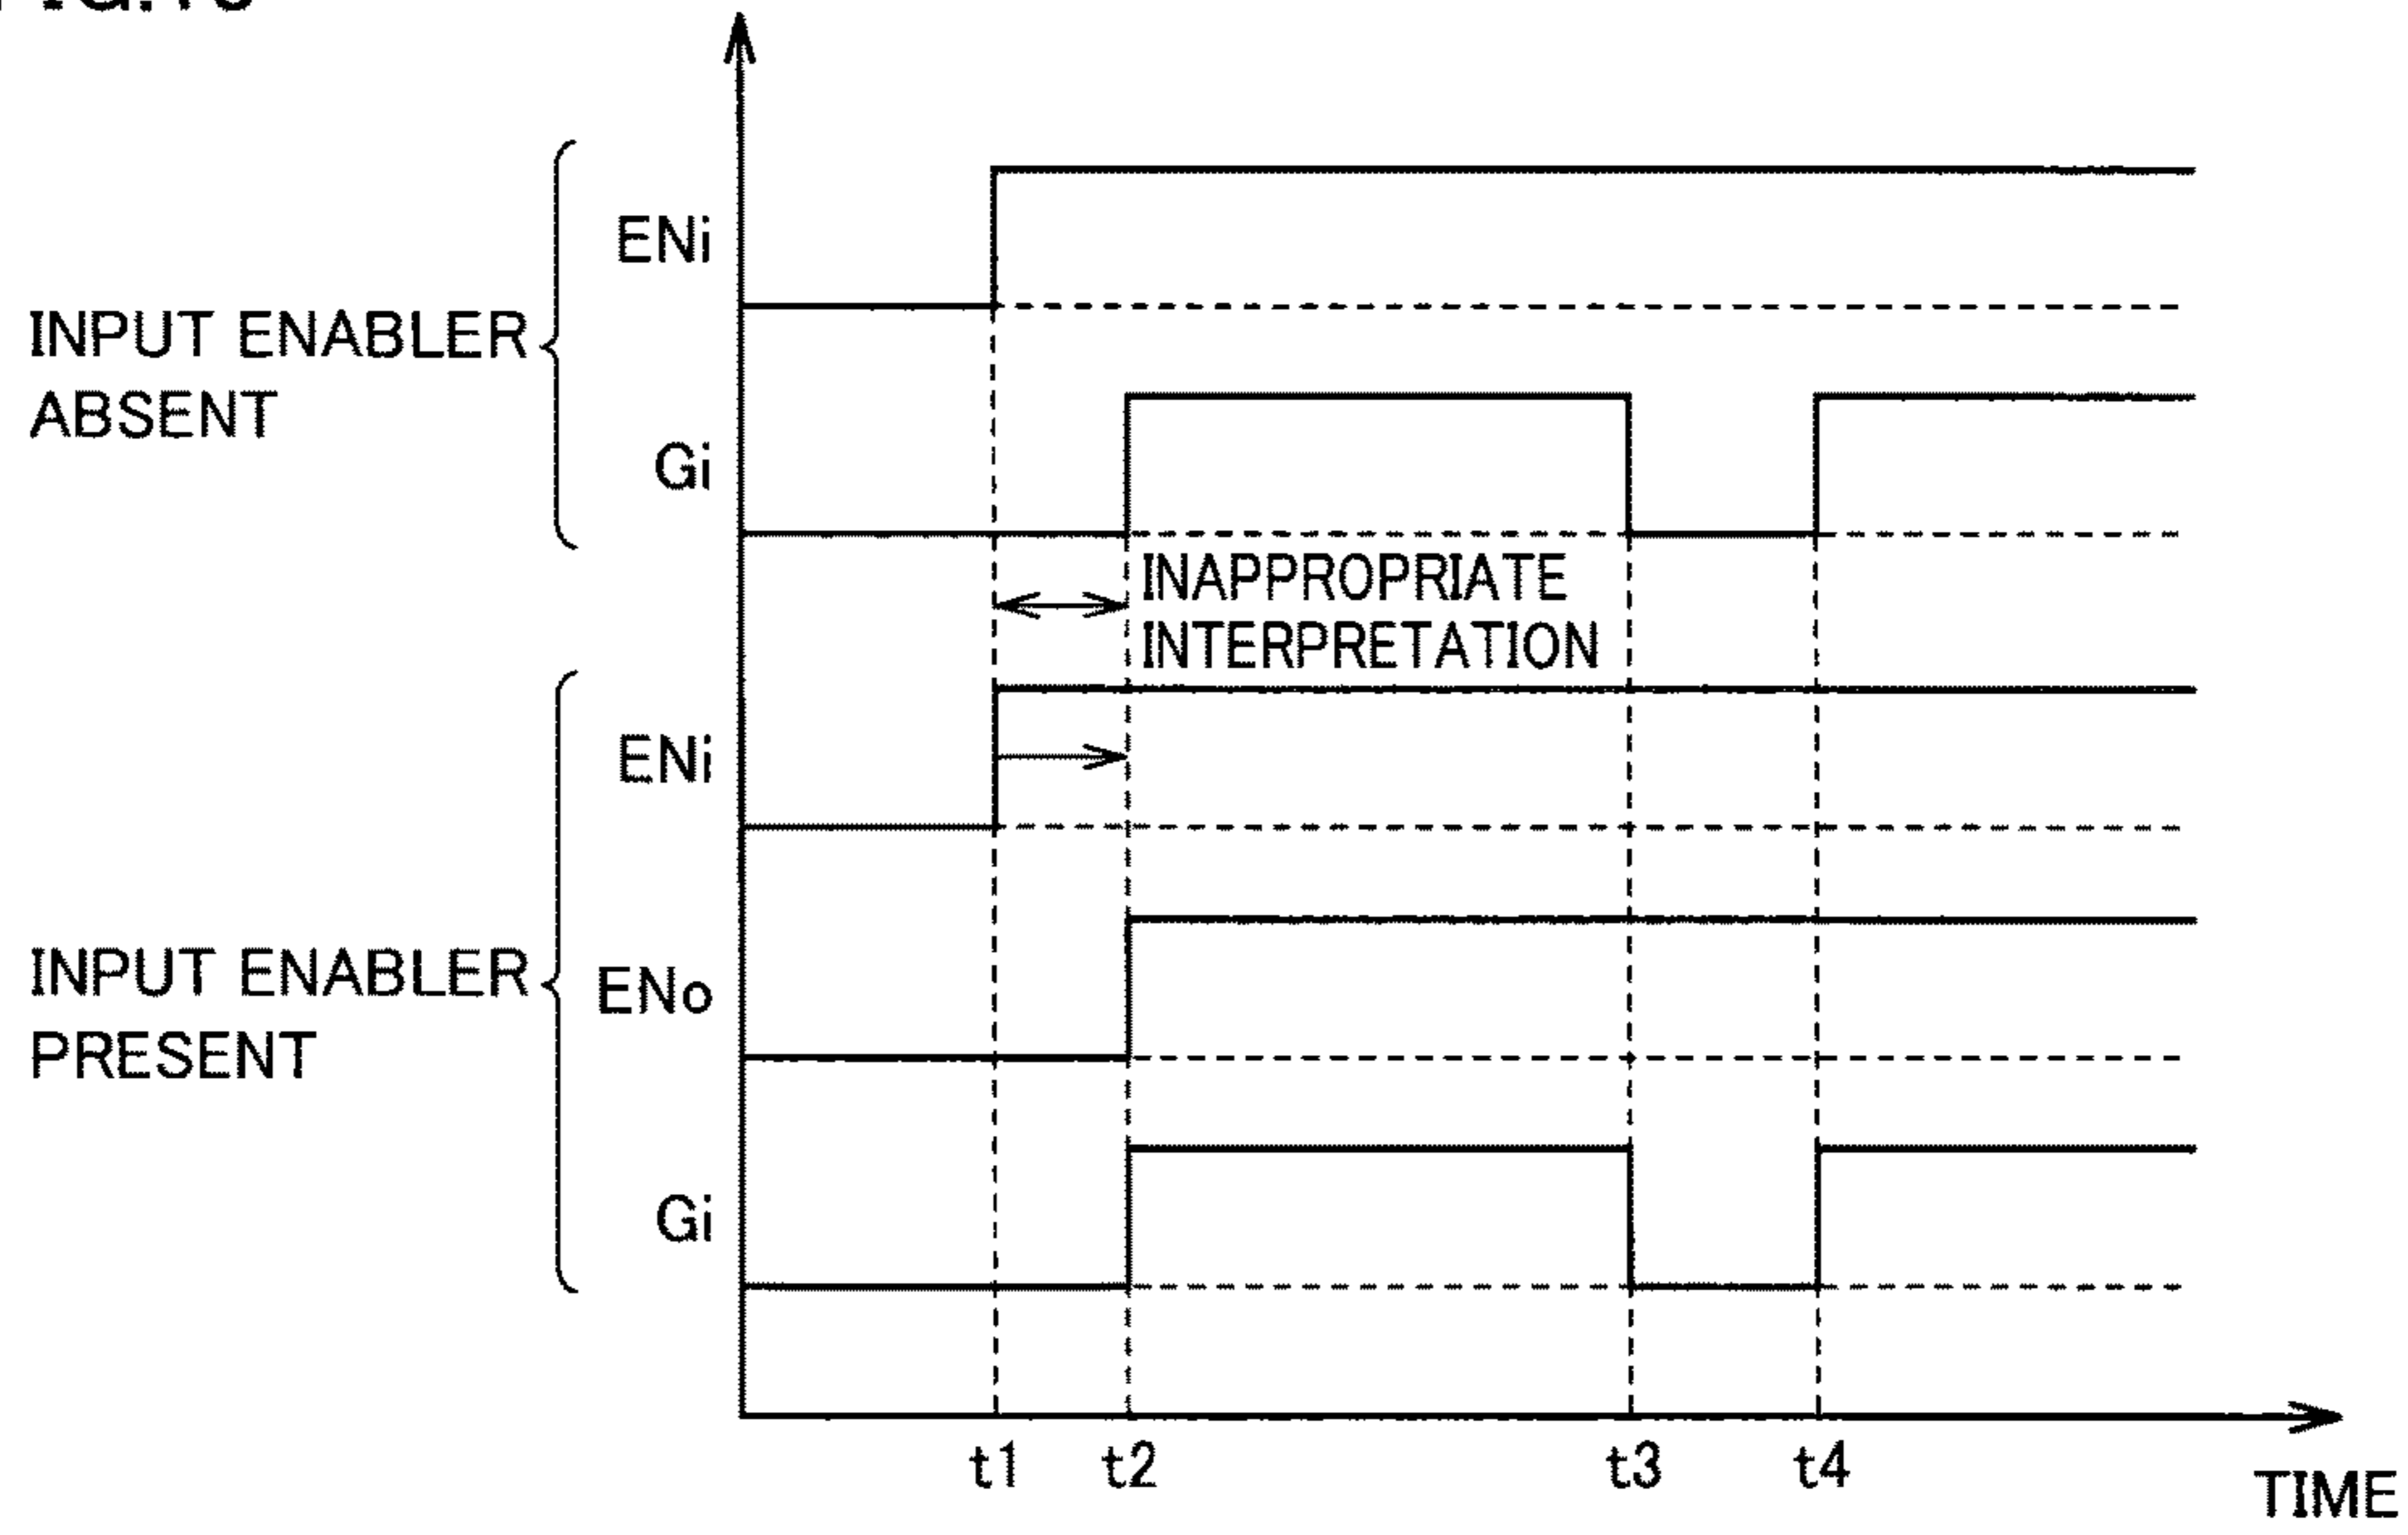 INPUT ENABLER
ABSENT
ENi
Gi
INAPPROPRIATE
INTERPRETATION
INPUT ENABLER
PRESENT
ENi
ENo
Gi
t1 t2 t3 t4
TIME